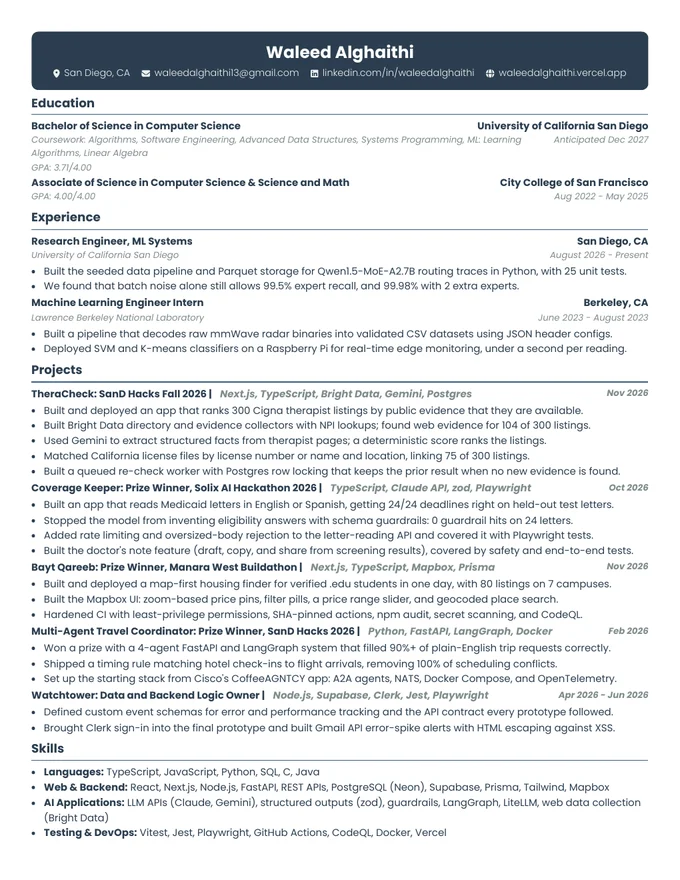 Waleed Alghaithi
San Diego, CA waleedalghaithi13@gmail.com linkedin.com/in/waleedalghaithi waleedalghaithi.vercel.app
Education
Bachelor of Science in Computer Science University of California San Diego
Coursework: Algorithms, Software Engineering, Advanced Data Structures, Systems Programming, ML: Learning Anticipated Dec 2027
Algorithms, Linear Algebra
GPA: 3.71/4.00
Associate of Science in Computer Science & Science and Math City College of San Francisco
GPA: 4.00/4.00 Aug 2022 - May 2025
Experience
Research Engineer, ML Systems San Diego, CA
University of California San Diego August 2026 - Present
• Built the seeded data pipeline and Parquet storage for Qwen1.5-MoE-A2.7B routing traces in Python, with 25 unit tests.
• We found that batch noise alone still allows 99.5% expert recall, and 99.98% with 2 extra experts.
Machine Learning Engineer Intern Berkeley, CA
Lawrence Berkeley National Laboratory June 2023 - August 2023
• Built a pipeline that decodes raw mmWave radar binaries into validated CSV datasets using JSON header configs.
• Deployed SVM and K-means classifiers on a Raspberry Pi for real-time edge monitoring, under a second per reading.
Projects
TheraCheck: SanD Hacks Fall 2026 | Next.js, TypeScript, Bright Data, Gemini, Postgres Nov 2026
• Built and deployed an app that ranks 300 Cigna therapist listings by public evidence that they are available.
• Built Bright Data directory and evidence collectors with NPI lookups; found web evidence for 104 of 300 listings.
• Used Gemini to extract structured facts from therapist pages; a deterministic score ranks the listings.
• Matched California license files by license number or name and location, linking 75 of 300 listings.
• Built a queued re-check worker with Postgres row locking that keeps the prior result when no new evidence is found.
Coverage Keeper: Prize Winner, Solix AI Hackathon 2026 | TypeScript, Claude API, zod, Playwright Oct 2026
• Built an app that reads Medicaid letters in English or Spanish, getting 24/24 deadlines right on held-out test letters.
• Stopped the model from inventing eligibility answers with schema guardrails: 0 guardrail hits on 24 letters.
• Added rate limiting and oversized-body rejection to the letter-reading API and covered it with Playwright tests.
• Built the doctor's note feature (draft, copy, and share from screening results), covered by safety and end-to-end tests.
Bayt Qareeb: Prize Winner, Manara West Buildathon | Next.js, TypeScript, Mapbox, Prisma Nov 2026
• Built and deployed a map-first housing finder for verified .edu students in one day, with 80 listings on 7 campuses.
• Built the Mapbox UI: zoom-based price pins, filter pills, a price range slider, and geocoded place search.
• Hardened CI with least-privilege permissions, SHA-pinned actions, npm audit, secret scanning, and CodeQL.
Multi-Agent Travel Coordinator: Prize Winner, SanD Hacks 2026 | Python, FastAPI, LangGraph, Docker Feb 2026
• Won a prize with a 4-agent FastAPI and LangGraph system that filled 90%+ of plain-English trip requests correctly.
• Shipped a timing rule matching hotel check-ins to flight arrivals, removing 100% of scheduling conflicts.
• Set up the starting stack from Cisco's CoffeeAGNTCY app: A2A agents, NATS, Docker Compose, and OpenTelemetry.
Watchtower: Data and Backend Logic Owner | Node.js, Supabase, Clerk, Jest, Playwright Apr 2026 - Jun 2026
• Defined custom event schemas for error and performance tracking and the API contract every prototype followed.
• Brought Clerk sign-in into the final prototype and built Gmail API error-spike alerts with HTML escaping against XSS.
Skills
• Languages: TypeScript, JavaScript, Python, SQL, C, Java
• Web & Backend: React, Next.js, Node.js, FastAPI, REST APIs, PostgreSQL (Neon), Supabase, Prisma, Tailwind, Mapbox
• AI Applications: LLM APIs (Claude, Gemini), structured outputs (zod), guardrails, LangGraph, LiteLLM, web data collection
(Bright Data)
• Testing & DevOps: Vitest, Jest, Playwright, GitHub Actions, CodeQL, Docker, Vercel